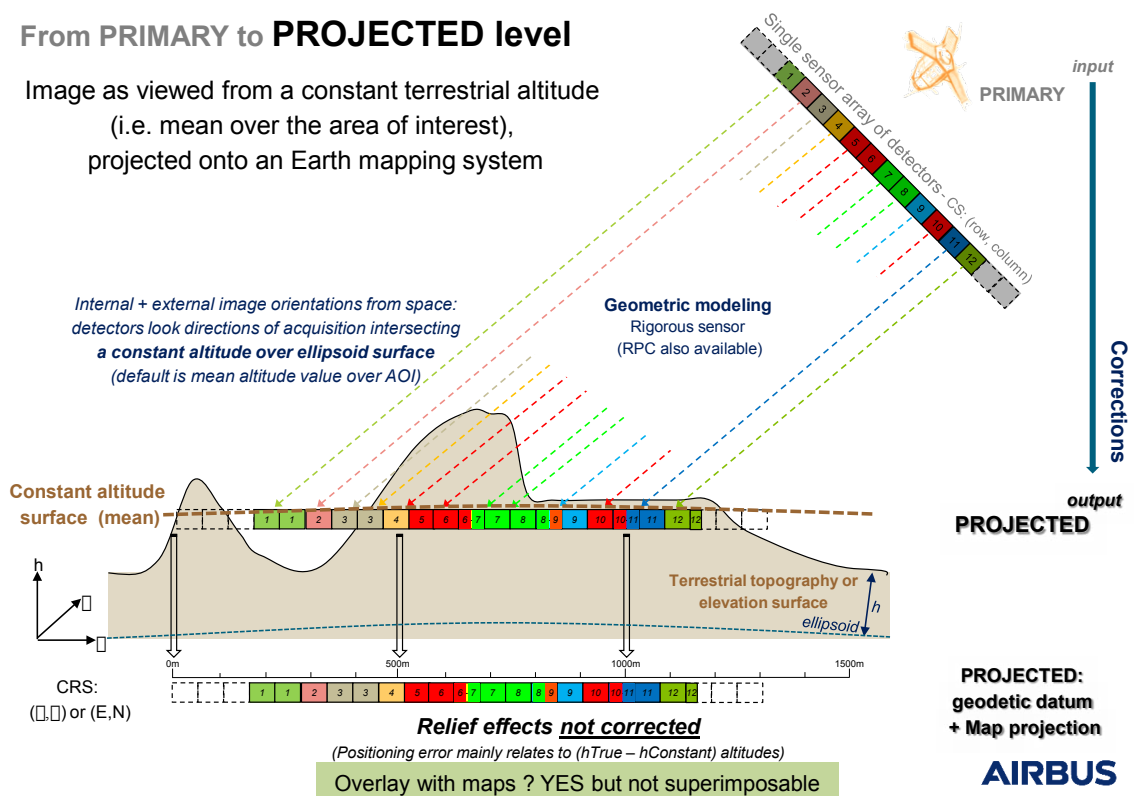 From PRIMARY to PROJECTED level
Image as viewed from a constant terrestrial altitude
(i.e. mean over the area of interest),
projected onto an Earth mapping system
Single sensor array of detectors - CS: (row, column)
1 2 3 4 5 6 7 8 9 10 11 12
input
PRIMARY
Internal + external image orientations from space:
detectors look directions of acquisition intersecting
a constant altitude over ellipsoid surface
(default is mean altitude value over AOI)
Geometric modeling
Rigorous sensor
(RPC also available)
Corrections
Constant altitude
surface (mean)
1 1 2 3 3 4 5 6 6 7 8 8 9 9 10 10 11 11 12 12
output
PROJECTED
h
Terrestrial topography or
elevation surface
h
ellipsoid
0m 500m 1000m 1500m
CRS:
(▯,▯) or (E,N)
1 1 2 3 3 4 5 6 6 7 8 8 9 9 10 10 11 11 12 12
PROJECTED:
geodetic datum
+ Map projection
Relief effects not corrected
(Positioning error mainly relates to (hTrue – hConstant) altitudes)
Overlay with maps ? YES but not superimposable
AIRBUS